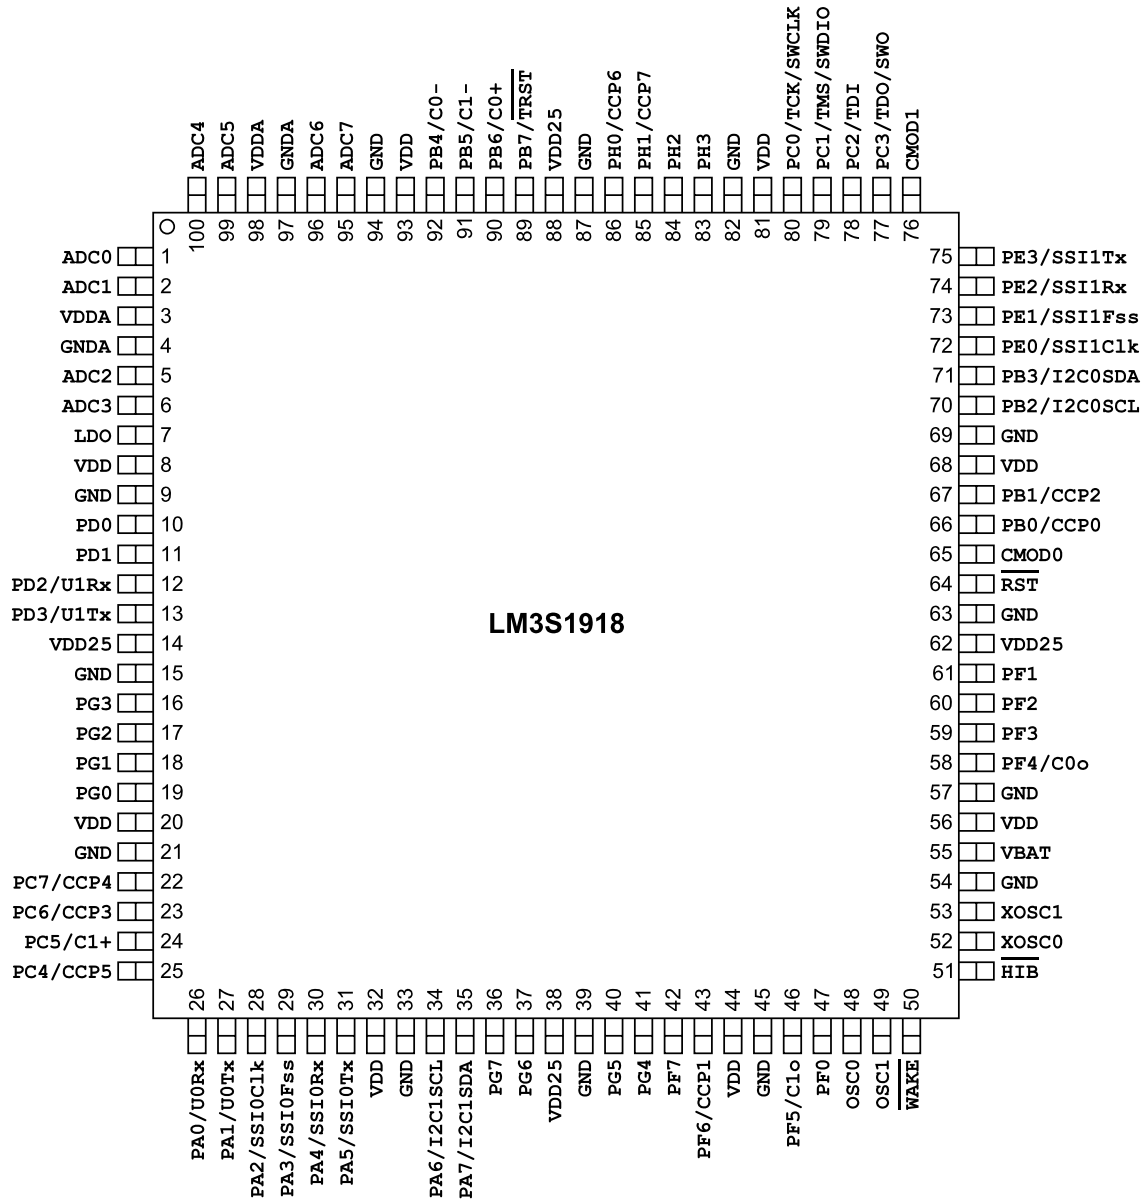 ADC4
ADC5
VDDA
GNDA
ADC6
ADC7
GND
VDD
PB4/C0-
PB5/C1-
PB6/C0+
PB7/TRST
VDD25
GND
PH0/CCP6
PH1/CCP7
PH2
PH3
GND
VDD
PC0/TCK/SWCLK
PC1/TMS/SWDIO
PC2/TDI
PC3/TDO/SWO
CMOD1
100
99
98
97
96
95
94
93
92
91
90
89
88
87
86
85
84
83
82
81
80
79
78
77
76
ADC0 1
ADC1 2
VDDA 3
GNDA 4
ADC2 5
ADC3 6
LDO 7
VDD 8
GND 9
PD0 10
PD1 11
PD2/U1Rx 12
PD3/U1Tx 13
VDD25 14
GND 15
PG3 16
PG2 17
PG1 18
PG0 19
VDD 20
GND 21
PC7/CCP4 22
PC6/CCP3 23
PC5/C1+ 24
PC4/CCP5 25
LM3S1918
75 PE3/SSI1Tx
74 PE2/SSI1Rx
73 PE1/SSI1Fss
72 PE0/SSI1Clk
71 PB3/I2C0SDA
70 PB2/I2C0SCL
69 GND
68 VDD
67 PB1/CCP2
66 PB0/CCP0
65 CMOD0
64 RST
63 GND
62 VDD25
61 PF1
60 PF2
59 PF3
58 PF4/C0o
57 GND
56 VDD
55 VBAT
54 GND
53 XOSC1
52 XOSC0
51 HIB
26
27
28
29
30
31
32
33
34
35
36
37
38
39
40
41
42
43
44
45
46
47
48
49
50
PA0/U0Rx
PA1/U0Tx
PA2/SSI0Clk
PA3/SSI0Fss
PA4/SSI0Rx
PA5/SSI0Tx
VDD
GND
PA6/I2C1SCL
PA7/I2C1SDA
PG7
PG6
VDD25
GND
PG5
PG4
PF7
PF6/CCP1
VDD
GND
PF5/C1o
PF0
OSC0
OSC1
WAKE